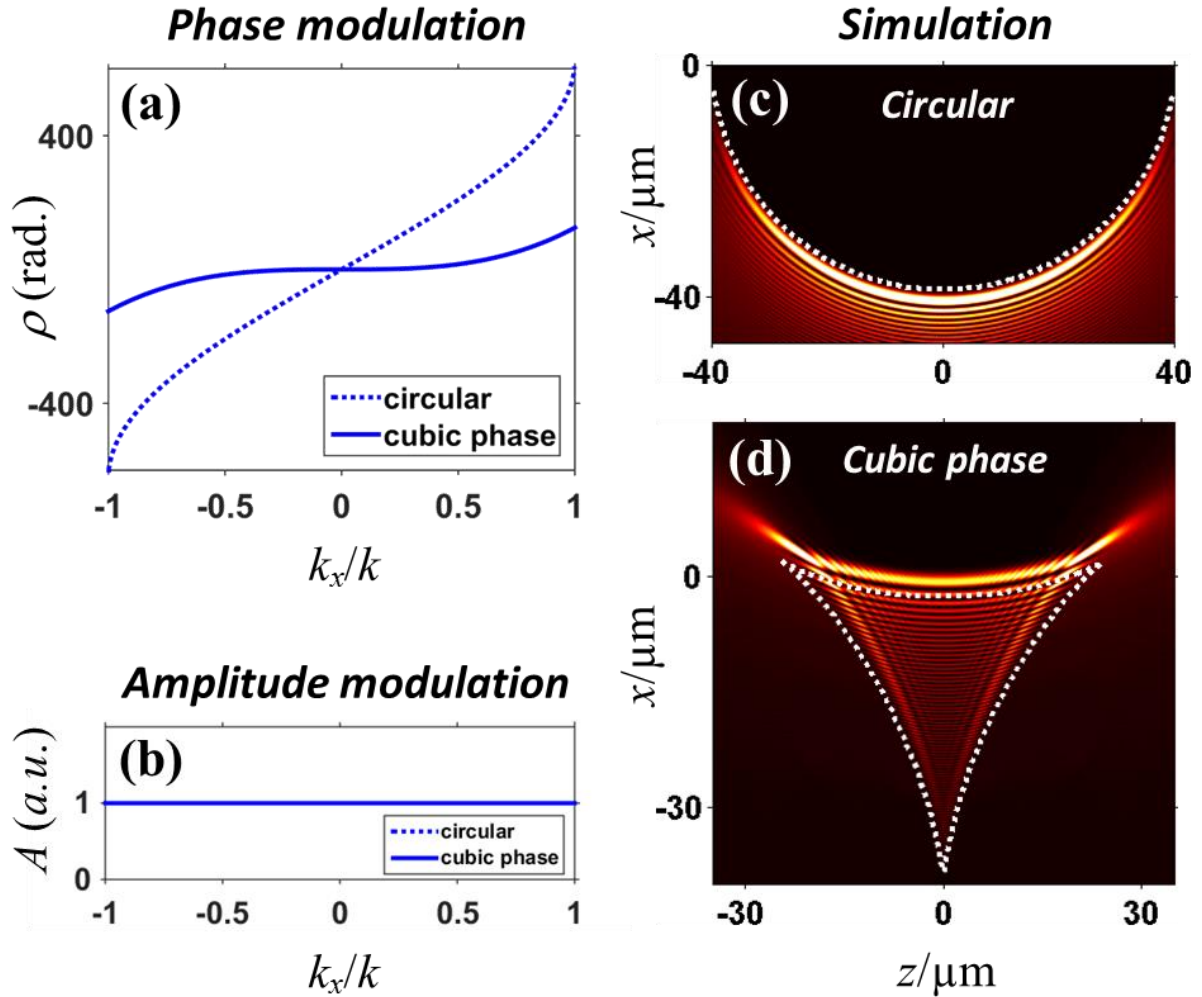 Phase modulation
(a)
400
-400
ρ (rad.)
circular
cubic phase
-1
-0.5
0
0.5
1
kx/k
Amplitude modulation
(b)
1
0
A (a.u.)
circular
cubic phase
-1
-0.5
0
0.5
1
kx/k
Simulation
(c)
Circular
0
-20
-40
x/μm
-40
0
40
(d)
Cubic phase
0
-30
x/μm
-30
0
30
z/μm